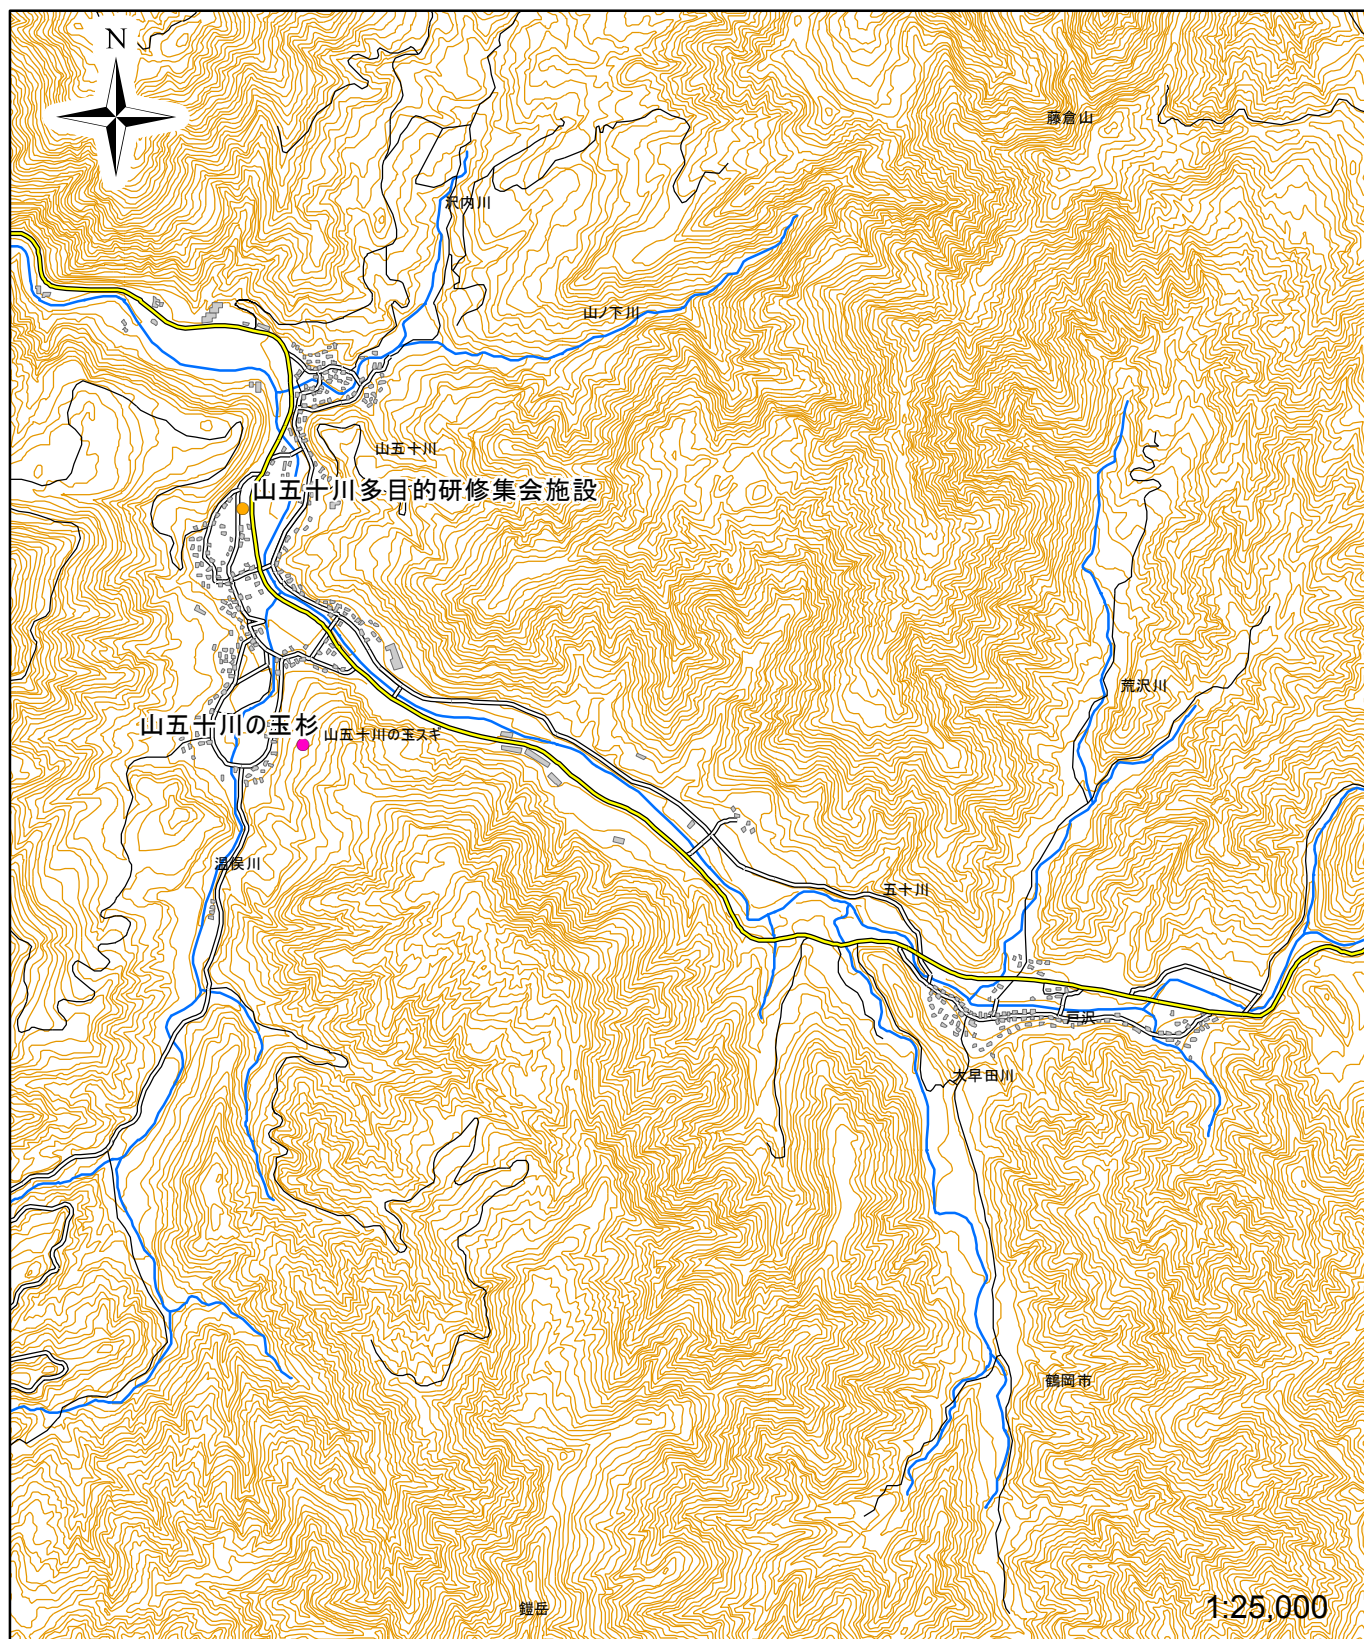 N
藤倉山
沢内川
山ノ下川
山五十川
山五十川多目的研修集会施設
荒沢川
山五十川の玉杉
山五十川の玉スギ
温俣川
五十川
戸沢
大早田川
鶴岡市
鎧岳
1:25,000